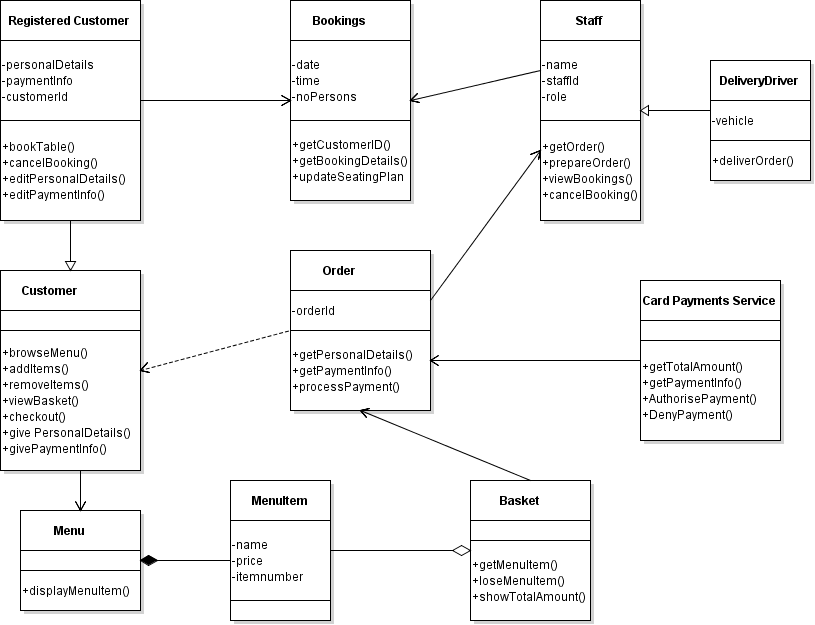 Registered Customer
-personalDetails
-paymentInfo
-customerId
+bookTable()
+cancelBooking()
+editPersonalDetails()
+editPaymentInfo()
Bookings
-date
-time
-noPersons
+getCustomerID()
+getBookingDetails()
+updateSeatingPlan
Staff
-name
-staffId
-role
+getOrder()
+prepareOrder()
+viewBookings()
+cancelBooking()
DeliveryDriver
-vehicle
+deliverOrder()
Customer
+browseMenu()
+addItems()
+removeItems()
+viewBasket()
+checkout()
+give PersonalDetails()
+givePaymentInfo()
Order
-orderId
+getPersonalDetails()
+getPaymentInfo()
+processPayment()
Card Payments Service
+getTotalAmount()
+getPaymentInfo()
+AuthorisePayment()
+DenyPayment()
Menu
+displayMenuItem()
MenuItem
-name
-price
-itemnumber
Basket
+getMenuItem()
+loseMenuItem()
+showTotalAmount()